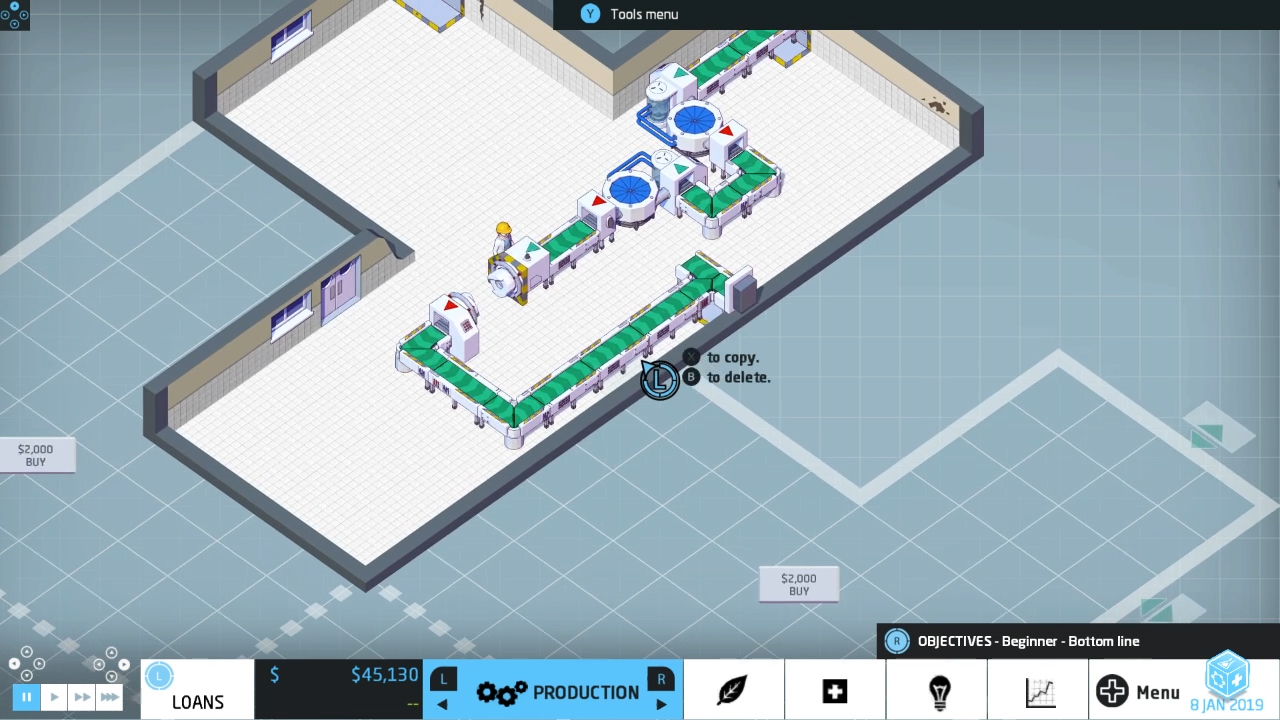 Y Tools menu
X to copy.
B to delete.
L
$2,000
BUY
$2,000
BUY
R OBJECTIVES - Beginner - Bottom line
L
LOANS
$ $45,130
--
L PRODUCTION R
Menu
8 JAN 2019